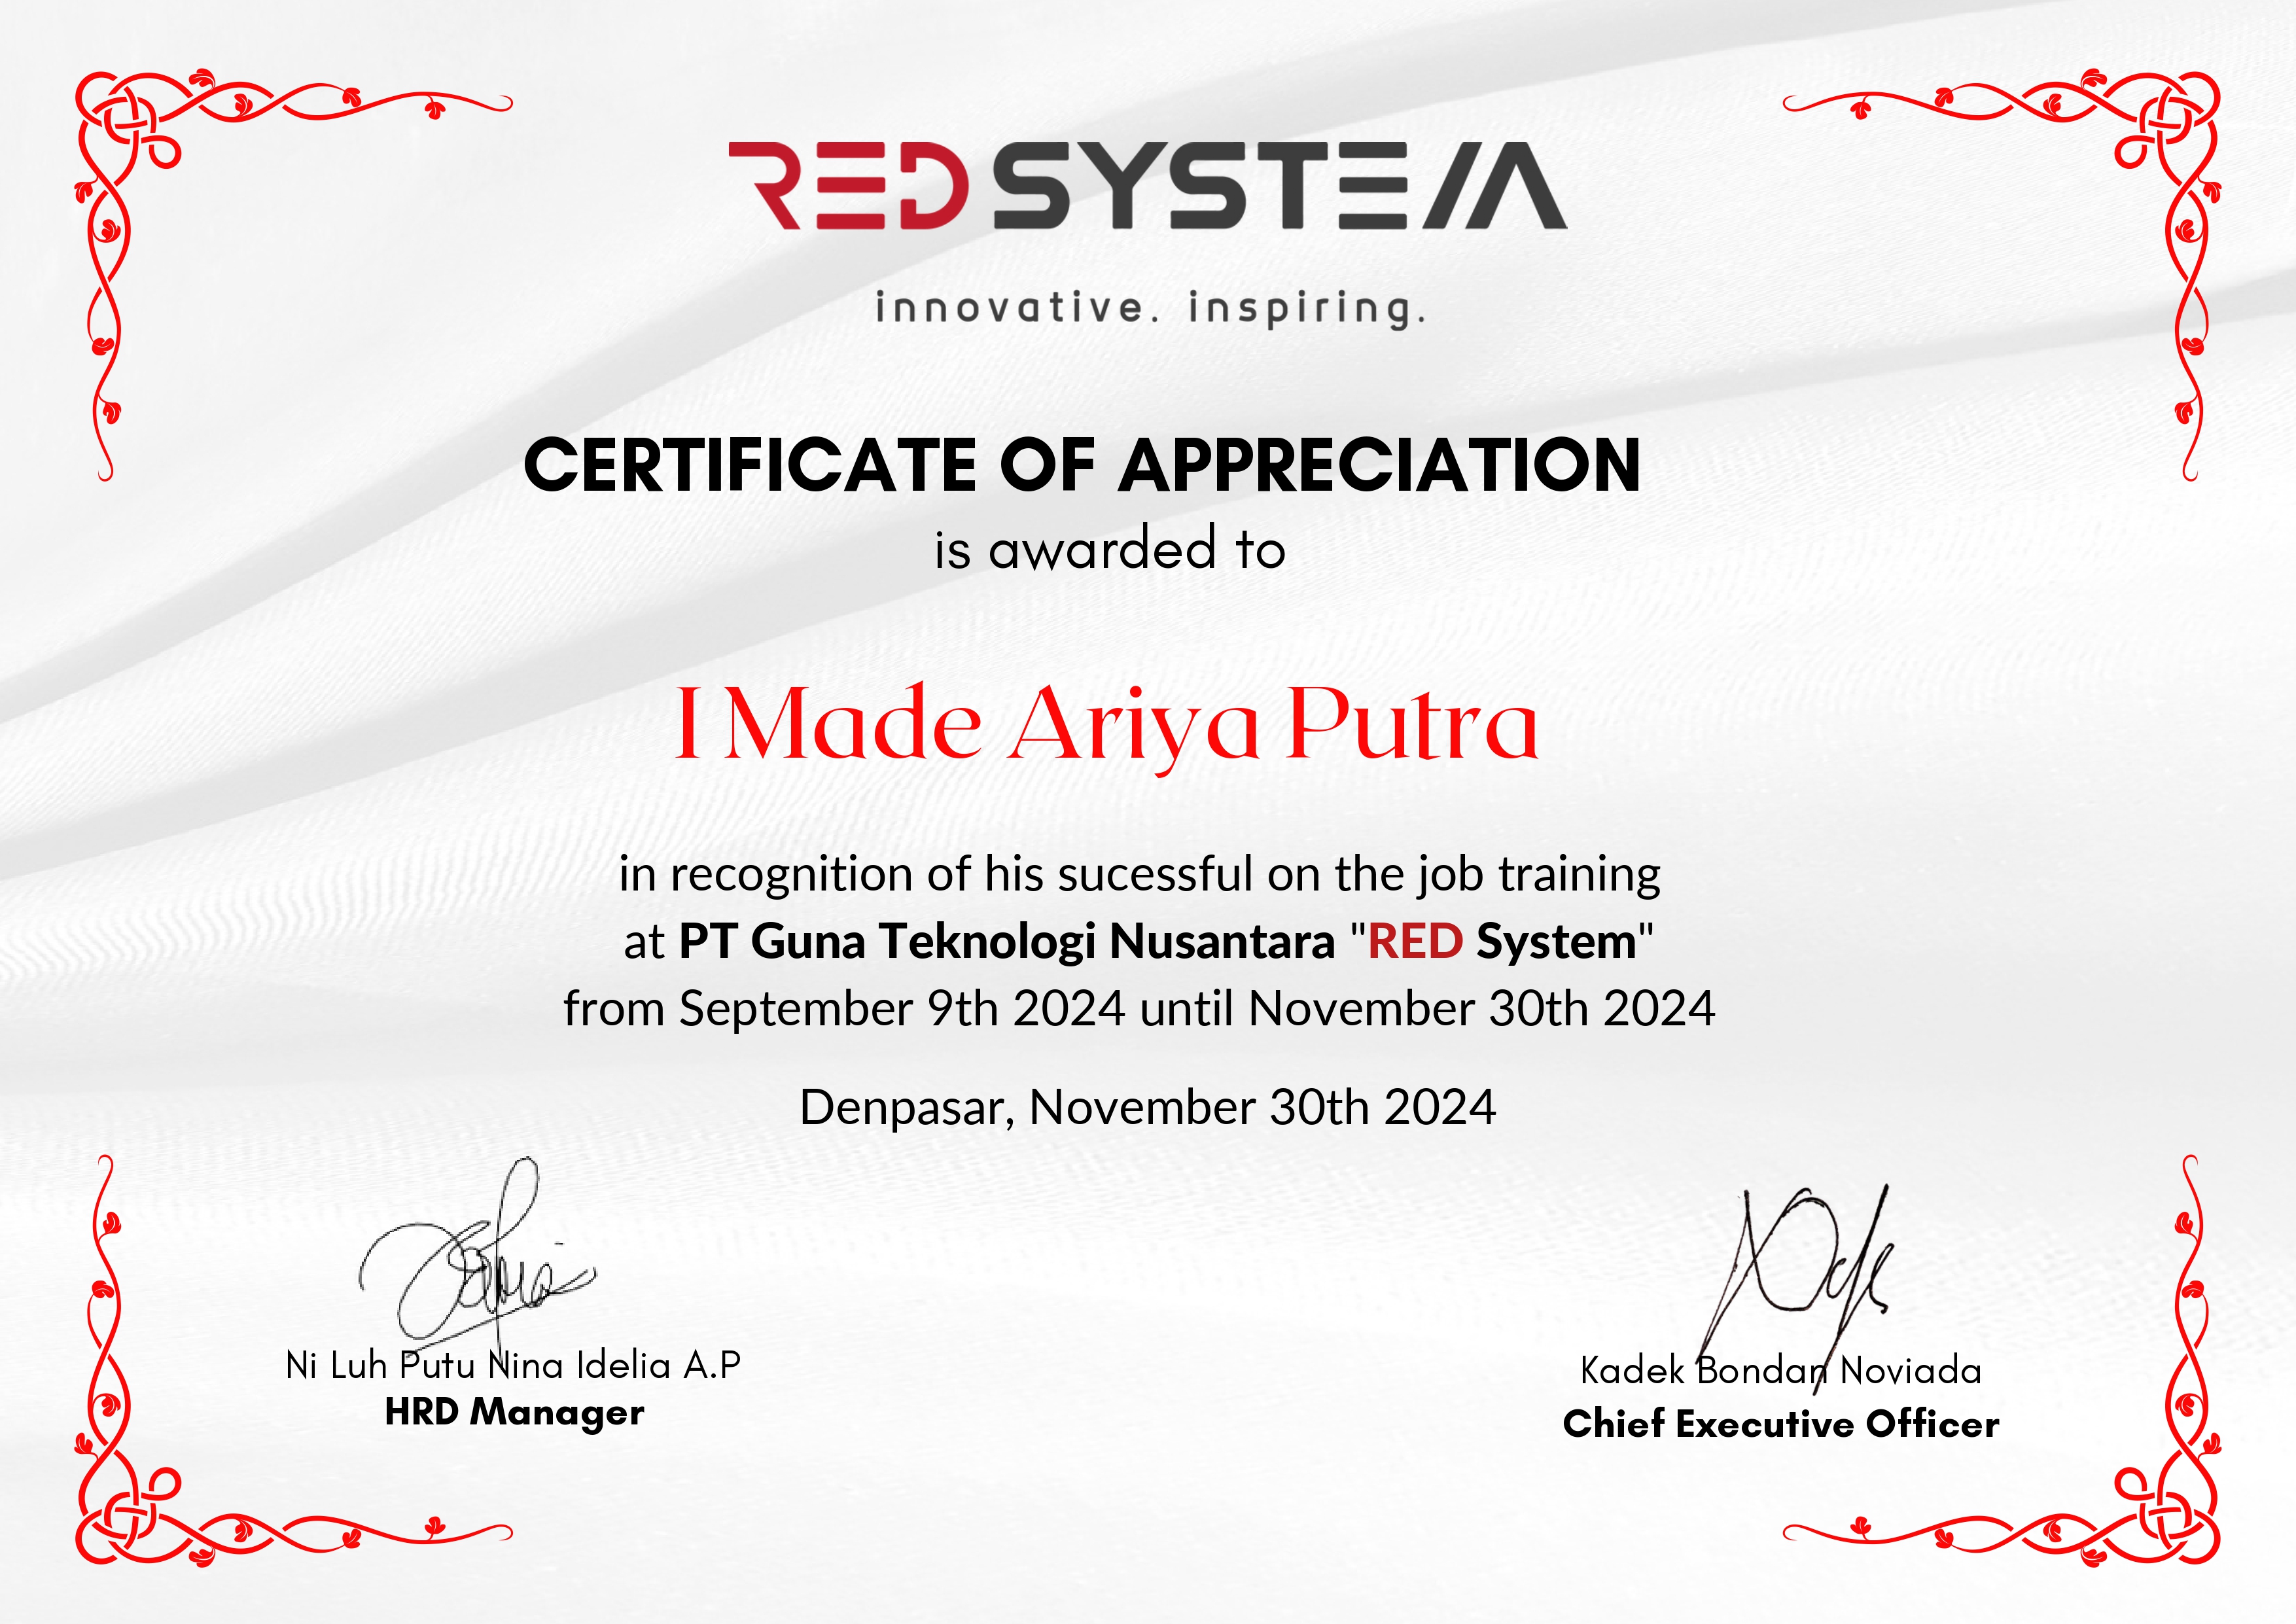 RED SYSTEM
innovative. inspiring.
CERTIFICATE OF APPRECIATION
is awarded to
I Made Ariya Putra
in recognition of his sucessful on the job training
at PT Guna Teknologi Nusantara "RED System"
from September 9th 2024 until November 30th 2024
Denpasar, November 30th 2024
Ni Luh Putu Nina Idelia A.P
HRD Manager
Kadek Bondan Noviada
Chief Executive Officer